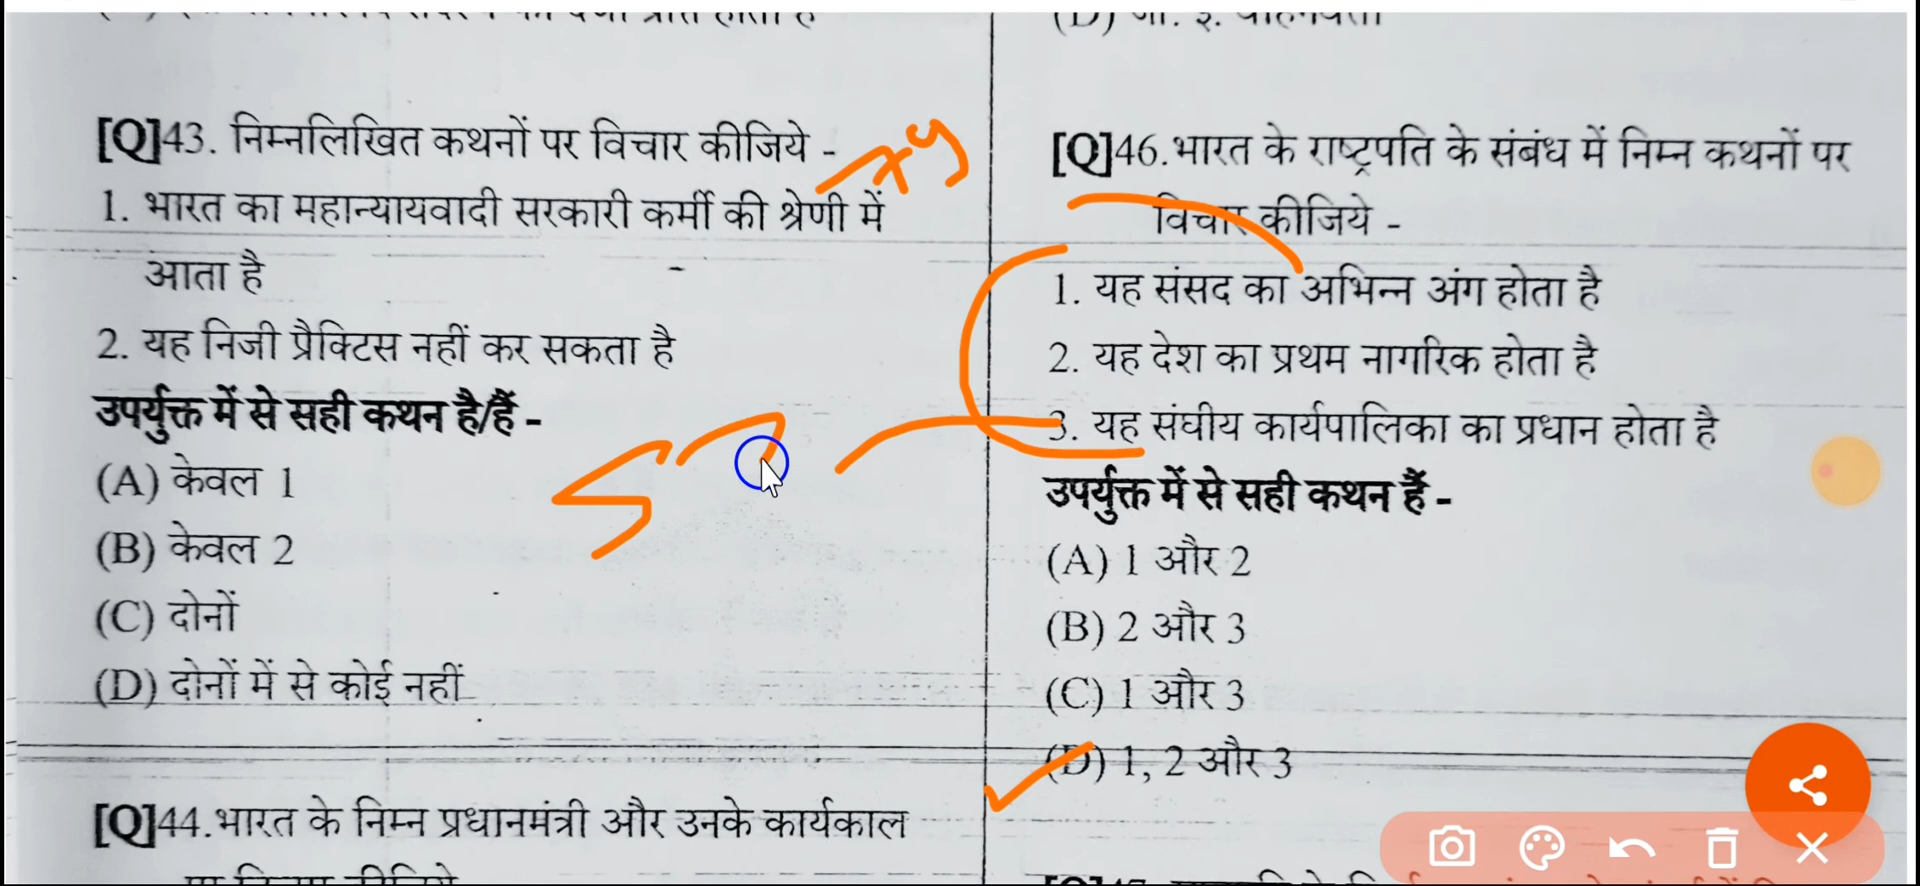 [Q]43. निम्नलिखित कथनों पर विचार कीजिये -
1. भारत का महान्यायवादी सरकारी कर्मी की श्रेणी में
आता है
2. यह निजी प्रैक्टिस नहीं कर सकता है
उपर्युक्त में से सही कथन है/हैं -
(A) केवल 1
(B) केवल 2
(C) दोनों
(D) दोनों में से कोई नहीं
[Q]44.भारत के निम्न प्रधानमंत्री और उनके कार्यकाल
[Q]46.भारत के राष्ट्रपति के संबंध में निम्न कथनों पर
विचार कीजिये -
1. यह संसद का अभिन्न अंग होता है
2. यह देश का प्रथम नागरिक होता है
3. यह संघीय कार्यपालिका का प्रधान होता है
उपर्युक्त में से सही कथन हैं -
(A) 1 और 2
(B) 2 और 3
(C) 1 और 3
(D) 1, 2 और 3